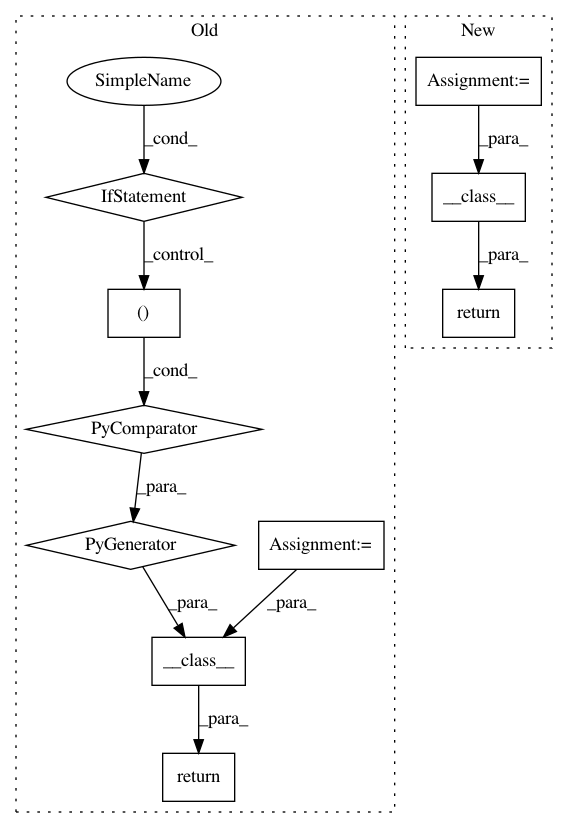 Old
SimpleName
_cond_
IfStatement
_control_
()
_cond_
PyComparator
_para_
PyGenerator
Assignment:=
_para_
_para_
__class__
_para_
return
New
Assignment:=
_para_
__class__
_para_
return